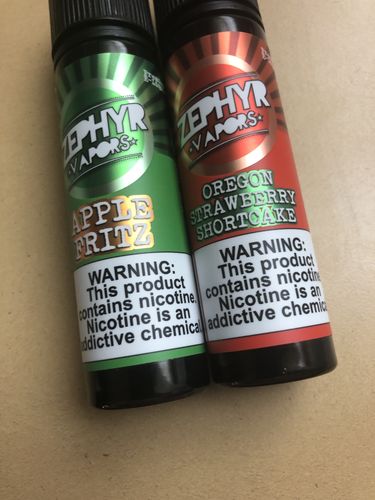 ZEPHYR
VAPORS
APPLE
FRITZ
WARNING:
This product
contains nicotine.
Nicotine is an
addictive chemical.
ZEPHYR
VAPORS
OREGON
STRAWBERRY
SHORTCAKE
WARNING:
This product
contains nicotine.
Nicotine is an
addictive chemical.